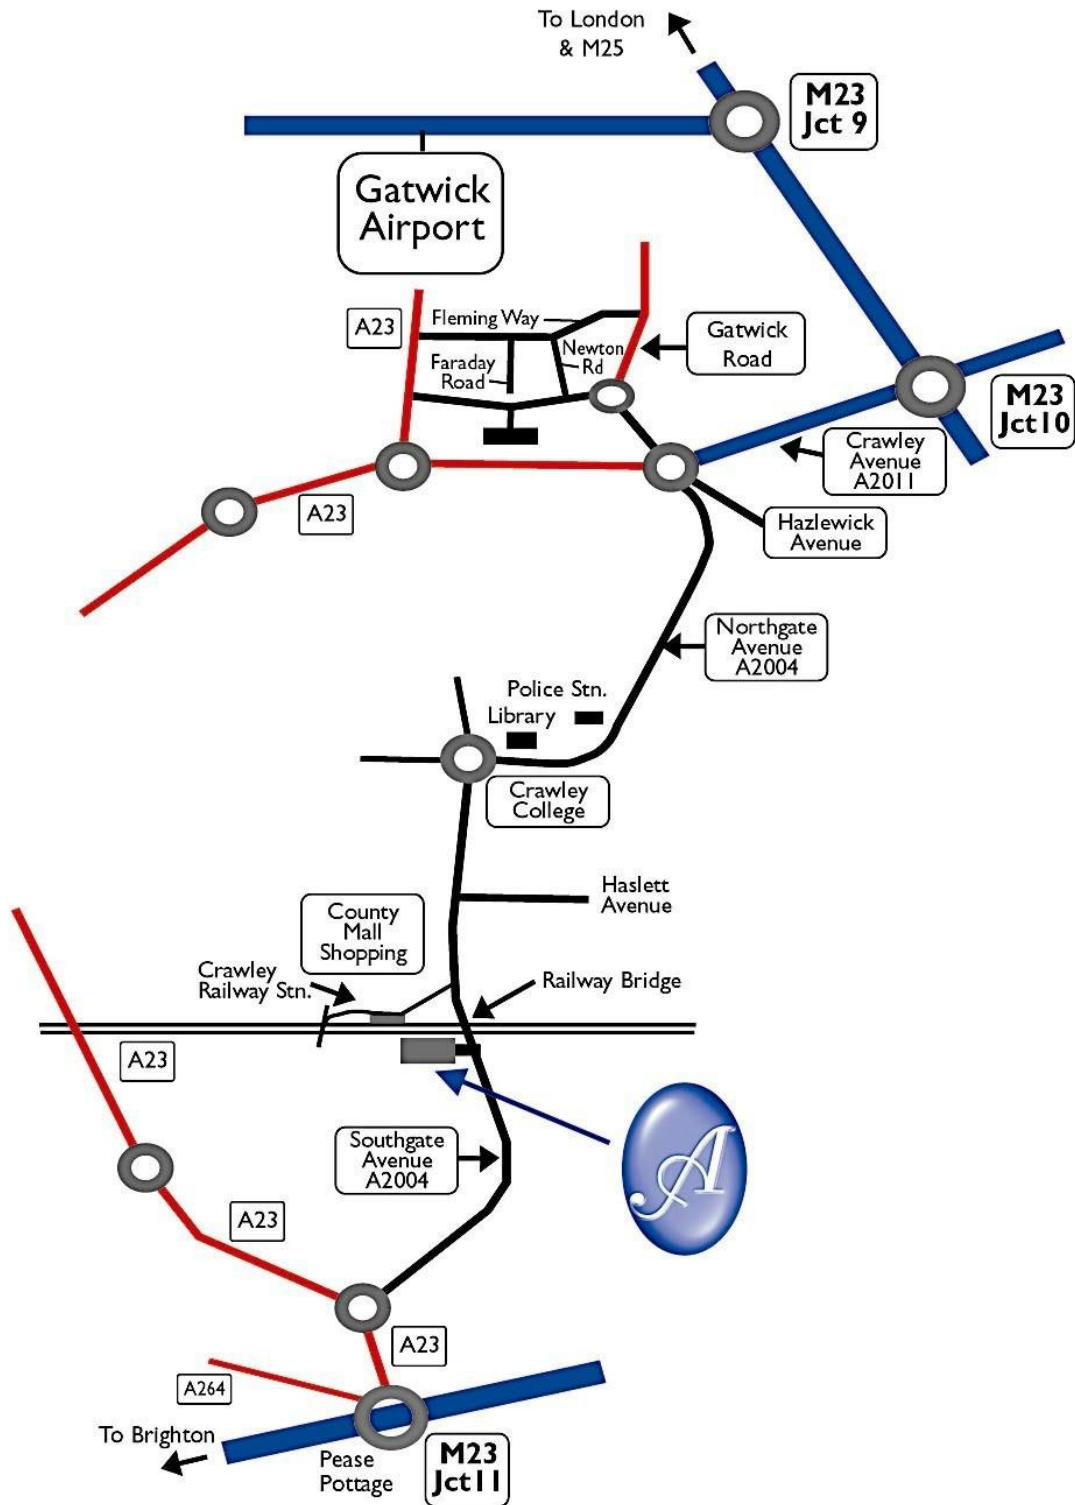 To London
& M25
M23
Jct 9
Gatwick
Airport
A23
Fleming Way
Faraday
Road
Newton
Rd
Gatwick
Road
M23
Jct10
Crawley
Avenue
A2011
A23
Hazlewick
Avenue
Northgate
Avenue
A2004
Police Stn.
Library
Crawley
College
Haslett
Avenue
County
Mall
Shopping
Crawley
Railway Stn.
Railway Bridge
A23
A
Southgate
Avenue
A2004
A23
A23
A264
To Brighton
Pease
Pottage
M23
Jct11